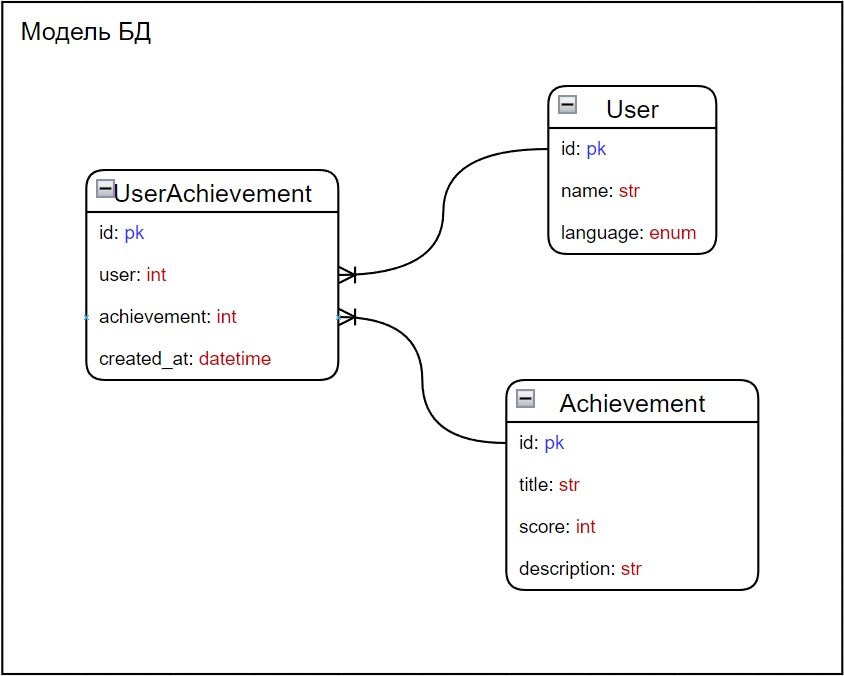 Модель БД
User
id: pk
name: str
language: enum
UserAchievement
id: pk
user: int
achievement: int
created_at: datetime
Achievement
id: pk
title: str
score: int
description: str